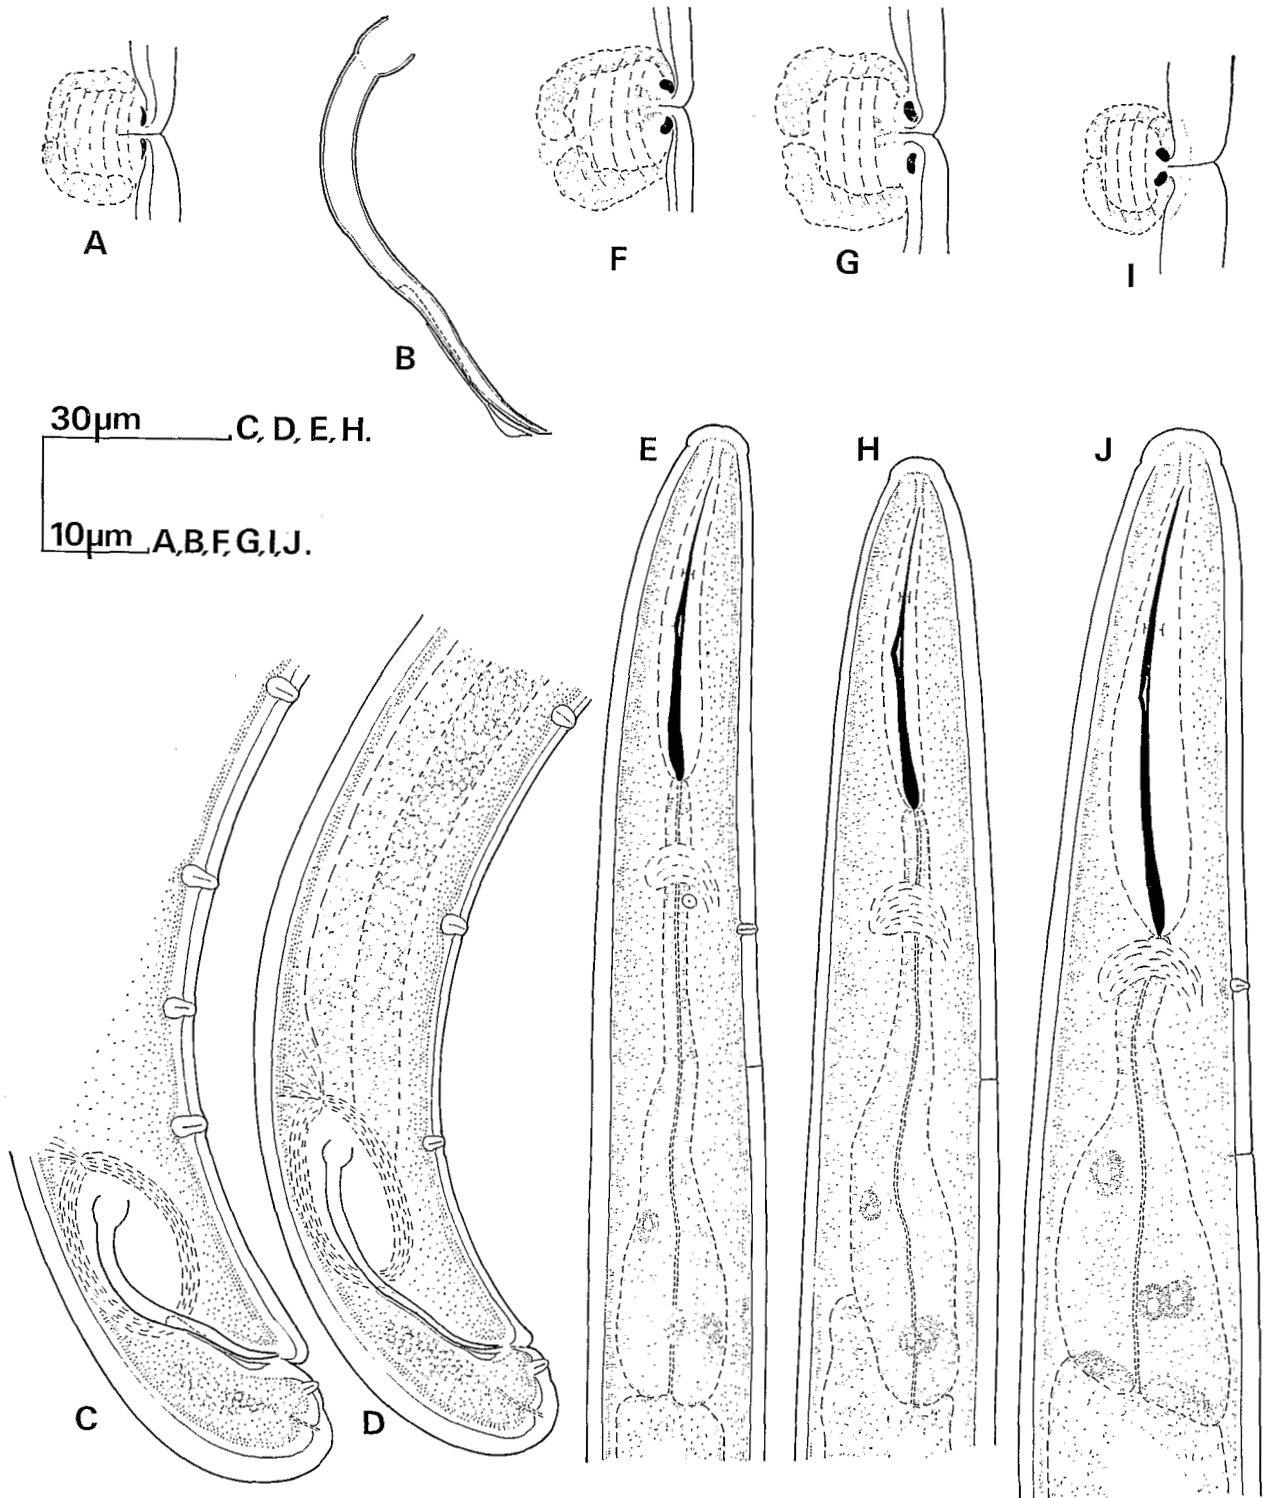 A
B
F
G
I
30µm C, D, E, H.
10µm A,B,F,G,I,J.
E
H
J
C
D